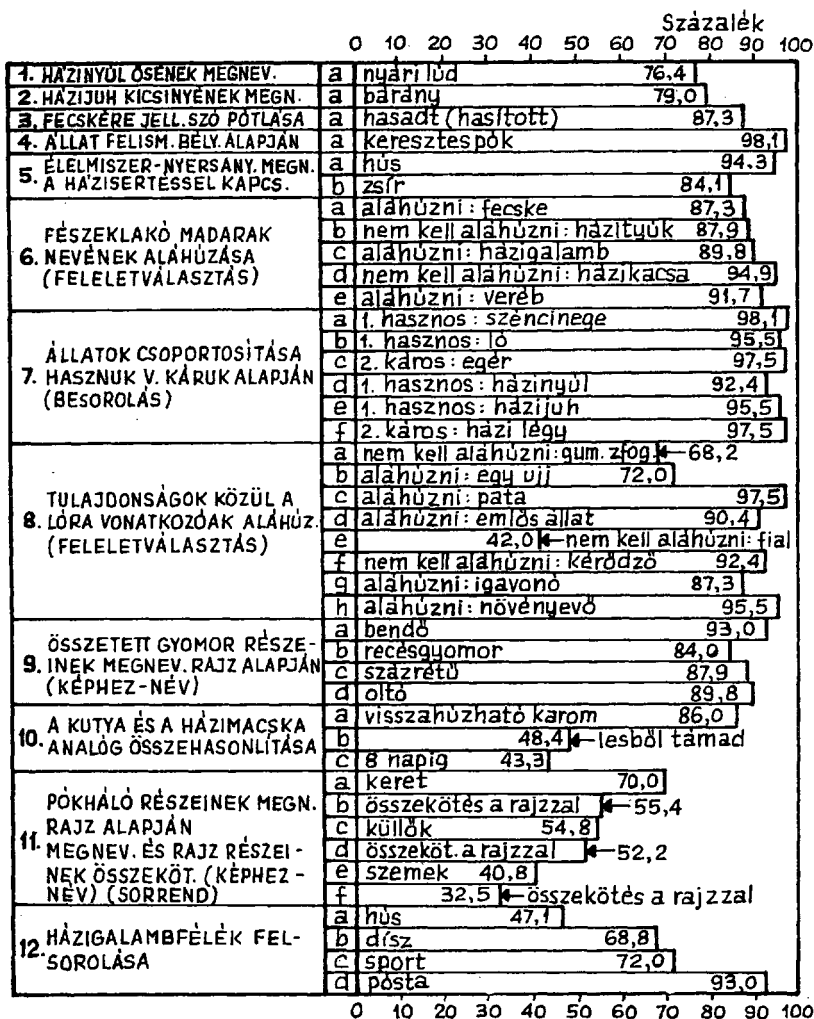 Százalék
0 10 20 30 40 50 60 70 80 90 100
1. HÁZINYÚL ŐSÉNEK MEGNEV. a nyári lúd 76,4
2. HÁZIJUH KICSINYÉNEK MEGN. a bárány 79,0
3. FECSKÉRE JELL. SZÓ PÓTLÁSA a hasadt (hasított) 87,3
4. ÁLLAT FELISM. BÉLY. ALAPJÁN a keresztespók 98,1
5. ÉLELMISZER-NYERSANY. MEGN. a hús 94.3
A HÁZISERTÉSSEL KAPCS. b zsír 84,1
a aláhúzni: fecske 87,3
FÉSZEKLAKÓ MADARAK b nem kell aláhúzni: házityúk 87,9
6. NEVÉNEK ALÁHÚZÁSA c aláhúzni: házigalamb 89,8
(FELELETVÁLASZTÁS) d nem kell aláhúzni: házikacsa 94,9
e aláhúzni: veréb 91,7
a 1. hasznos: széncinege 98,1
ÁLLATOK CSOPORTOSÍTÁSA b 1. hasznos: ló 95,5
7. HASZNUK V. KÁRUK ALAPJÁN c 2. káros: egér 97,5
(BESOROLÁS) d 1. hasznos: házinyúl 92,4
e 1. hasznos: házijuh 95,5
f 2. káros: házi légy 97,5
a nem kell aláhúzni: gum. zfog. 68,2
b aláhúzni: egy ujj 72,0
TULAJDONSÁGOK KÖZÜL A c aláhúzni: pata 97,5
8. LÓRA VONATKOZÓAK ALÁHÚZ. d aláhúzni: emlős állat 90.4
(FELELETVÁLASZTÁS) e 42,0 nem kell aláhúzni: fial
f nem kell aláhúzni: kérődző 92,4
g aláhúzni: igavonó 87,3
h aláhúzni: növényevő 95,5
a bendő 93,0
ÖSSZETETT GYOMOR RÉSZE- b recésgyomor 84,0
9. INEK MEGNEV. RAJZ ALAPJÁN c százrétű 87,9
(KÉPHEZ-NÉV) d oltó 89,8
10. A KUTYA ÉS A HÁZIMACSKA a visszahúzható karom 86,0
ANALÓG ÖSSZEHASONLÍTÁSA b 48,4 lesből támad
c 8 napig 43,3
a keret 70,0
PÓKHÁLÓ RÉSZEINEK MEGN. b összekötés a rajzzal 55,4
RAJZ ALAPJÁN c küllők 54,8
11. MEGNEV. ÉS RAJZ RÉSZEI- d összeköt. a rajzzal 52,2
NEK ÖSSZEKÖT. (KÉPHEZ- e szemek 40,8
NÉV) (SORREND) f 32,5 összekötés a rajzzal
a hús 47,1
12. HÁZIGALAMBFÉLÉK FEL- b dísz 68,8
SOROLÁSA c sport 72,0
d posta 93,0
0 10 20 30 40 50 60 70 80 90 100